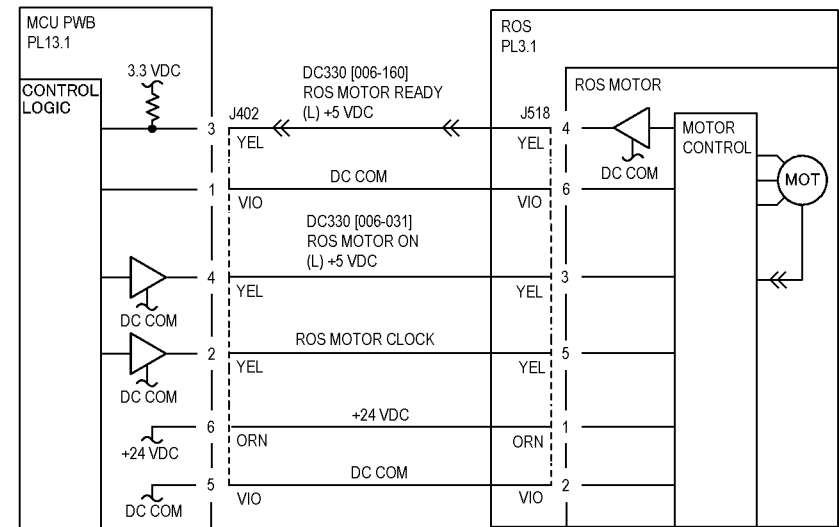 MCU PWB
PL13.1
ROS
PL3.1
CONTROL
LOGIC
3.3 VDC
DC330 [006-160]
ROS MOTOR READY
(L) +5 VDC
ROS MOTOR
J402
J518
3
YEL
YEL
4
DC COM
MOTOR
CONTROL
MOT
1
VIO
DC COM
VIO
6
DC330 [006-031]
ROS MOTOR ON
(L) +5 VDC
4
YEL
YEL
3
DC COM
ROS MOTOR CLOCK
2
YEL
YEL
5
DC COM
+24 VDC
6
ORN
ORN
1
+24 VDC
DC COM
5
VIO
VIO
2
DC COM